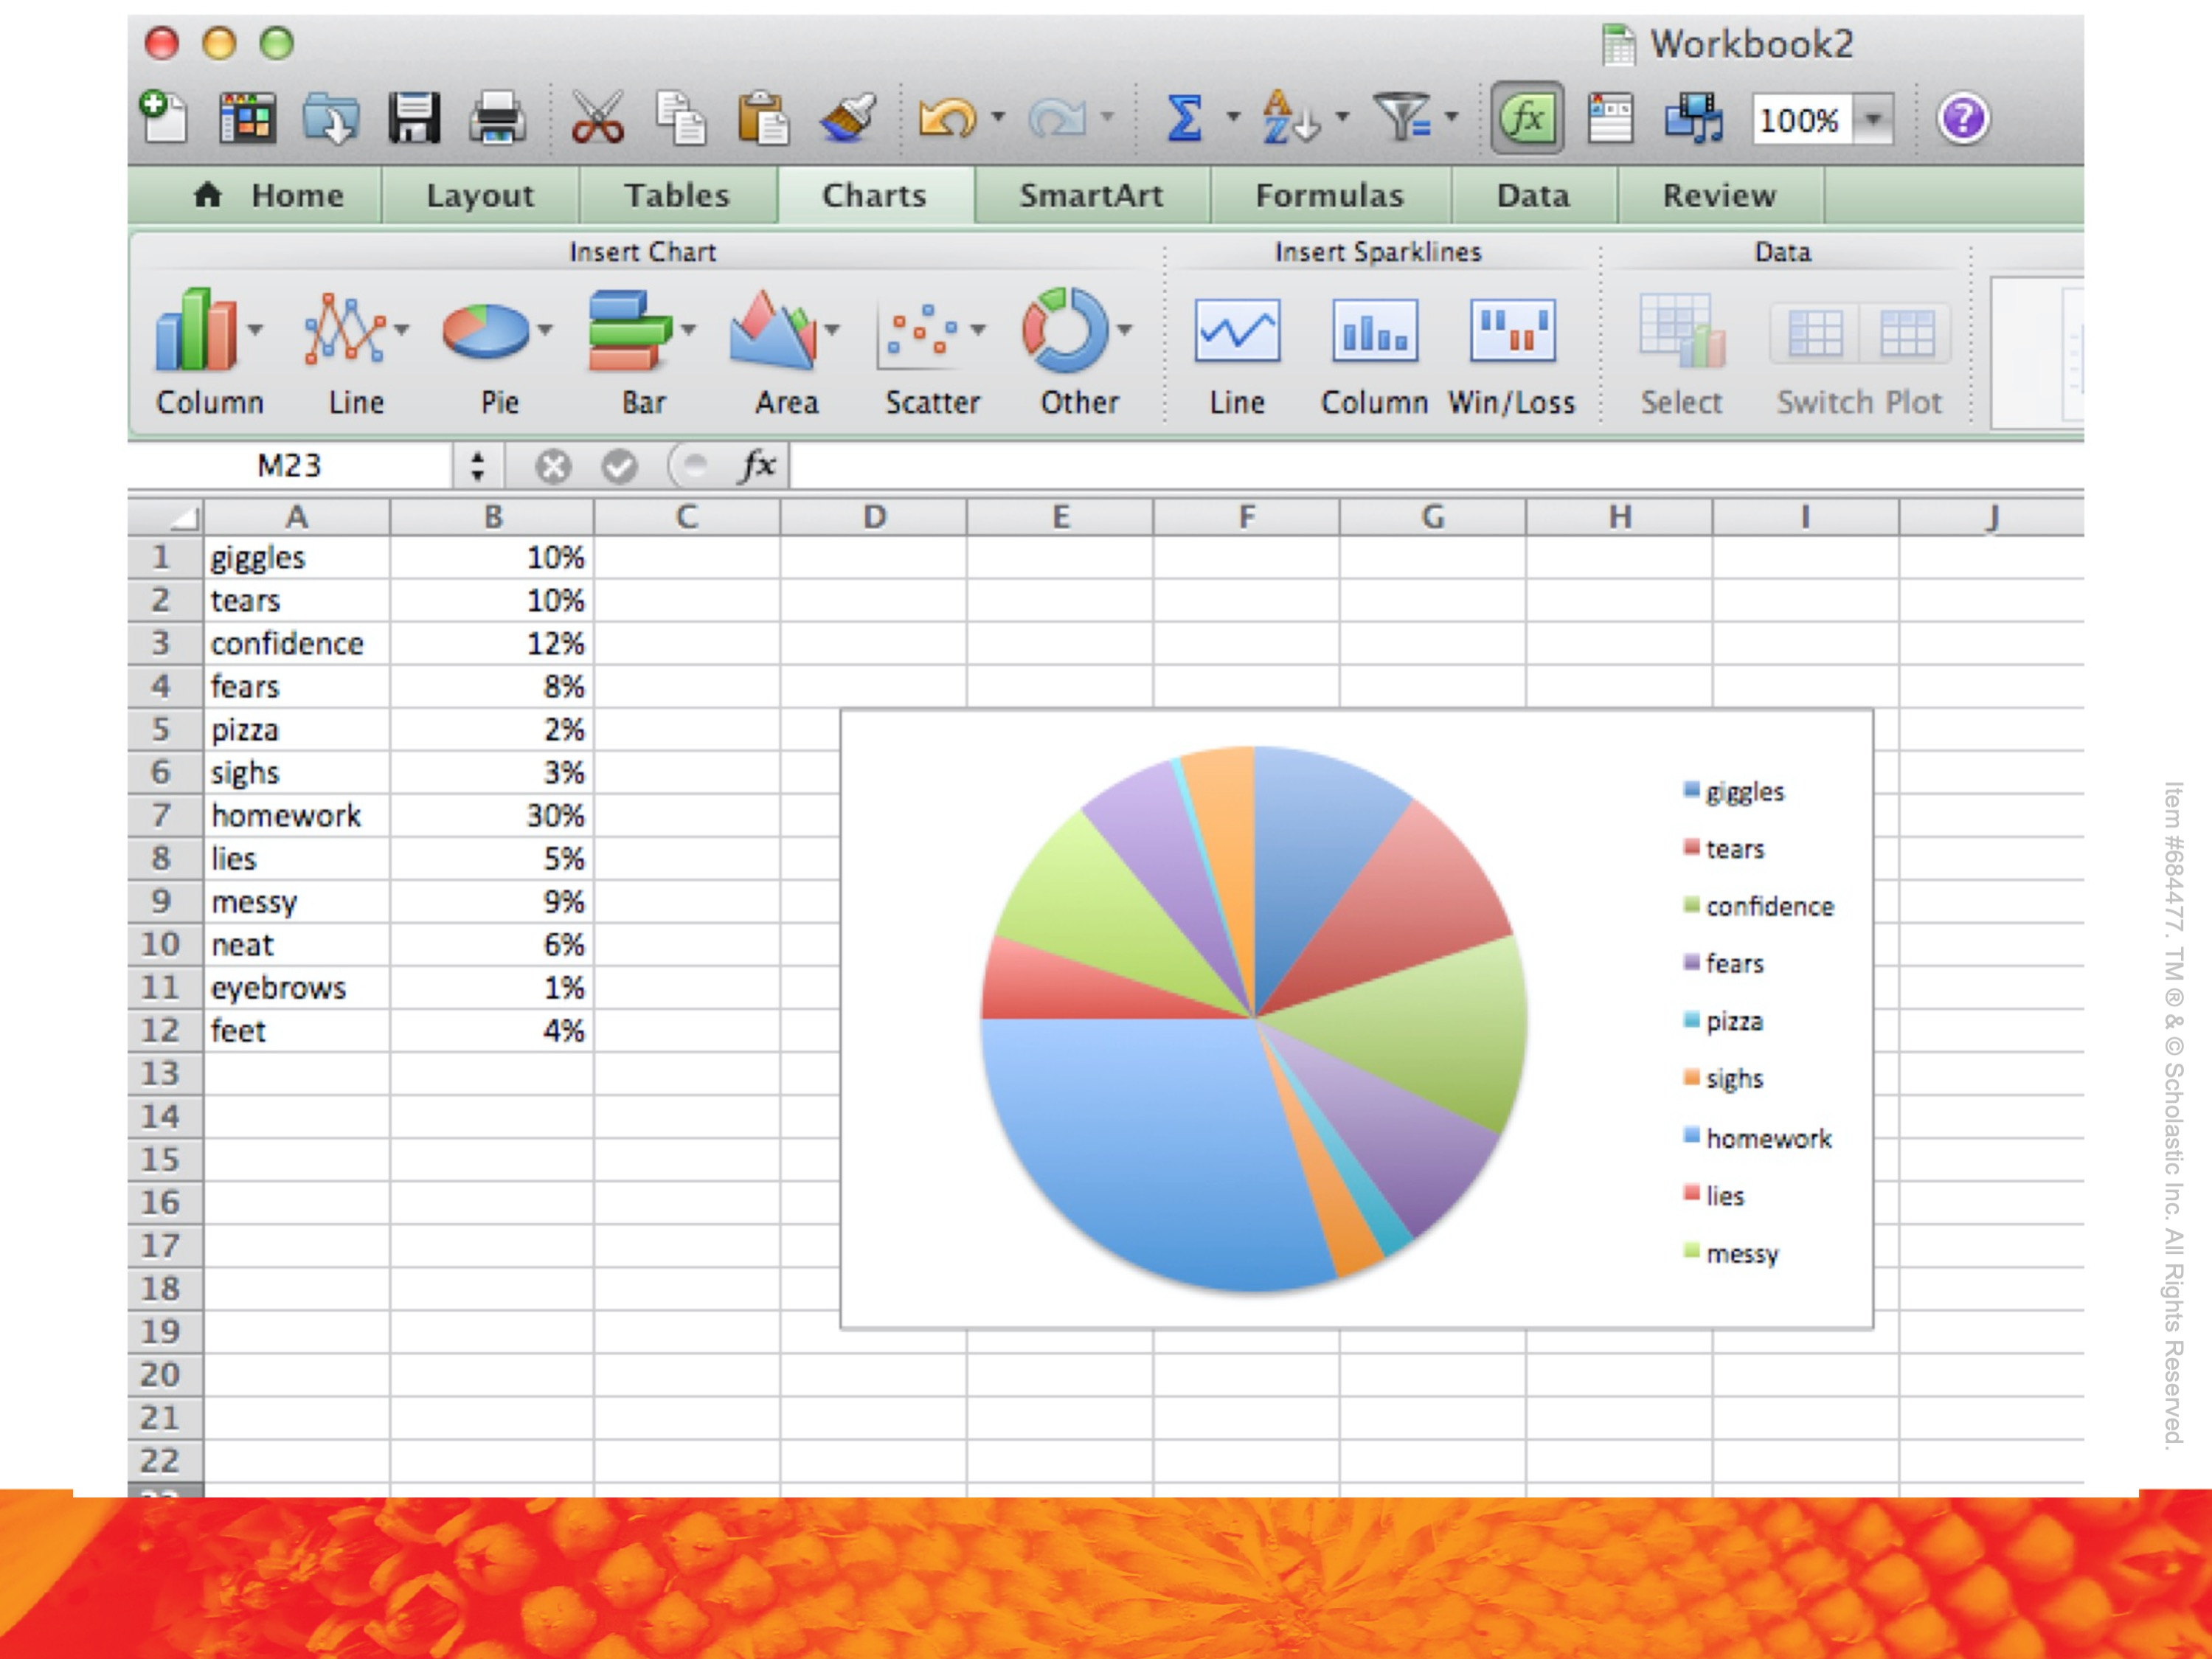 Workbook2
100%
Home Layout Tables Charts SmartArt Formulas Data Review
Insert Chart Insert Sparklines Data
Column Line Pie Bar Area Scatter Other Line Column Win/Loss Select Switch Plot
M23 fx
A B C D E F G H I J
1 giggles 10%
2 tears 10%
3 confidence 12%
4 fears 8%
5 pizza 2%
6 sighs 3%
7 homework 30%
8 lies 5%
9 messy 9%
10 neat 6%
11 eyebrows 1%
12 feet 4%
13
14
15
16
17
18
19
20
21
22
giggles
tears
confidence
fears
pizza
sighs
homework
lies
messy
Item #68447­7. TM ® & © Scholastic Inc. All Rights Reserved.